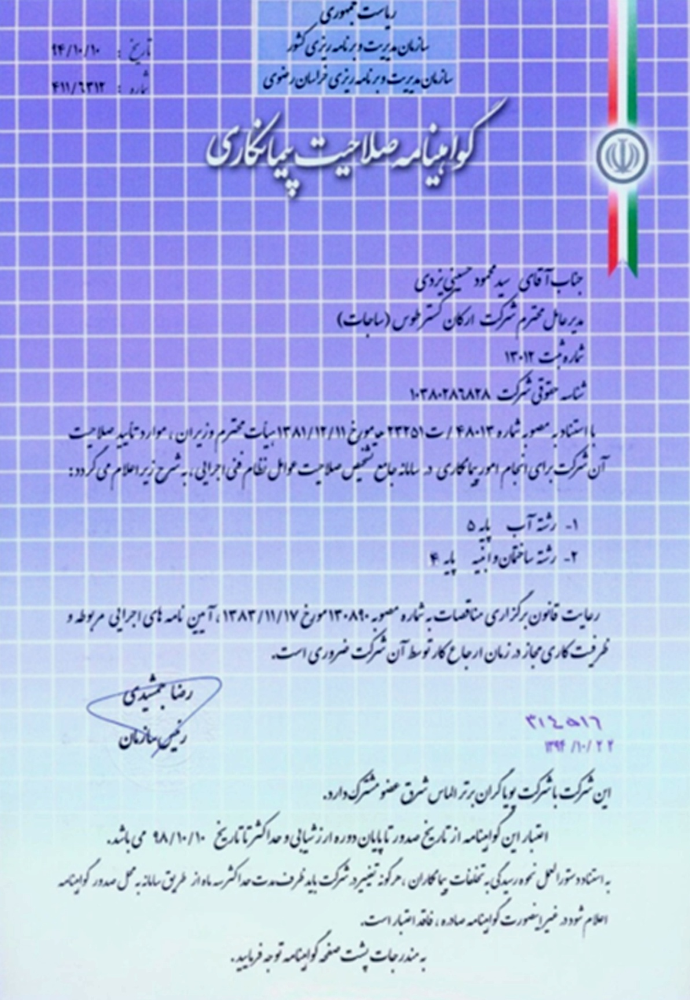 ریاست جمهوری
سازمان مدیریت و برنامه ریزی کشور
سازمان مدیریت و برنامه ریزی خراسان رضوی
تاریخ : ۹۴/۱۰/۱۰
شماره : ۴۱۱/۶۳۱۲
گواهینامه صلاحیت پیمانکاری
جناب آقای سید محمود حسینی یزدی
مدیرعامل محترم شرکت ارکان گستر طوس (ساجات)
شماره ثبت ۱۳۰۱۲
شناسه حقوقی شرکت ۱۰۳۸۰۲۸۶۸۲۸
با استناد به مصوبه شماره ۴۸۰۱۳ / ت ۲۳۲۵۱ه مورخ ۱۳۸۱/۱۲/۱۱ هیأت محترم وزیران ، موارد تأیید صلاحیت
آن شرکت برای انجام امور پیمانکاری در سامانه جامع تشخیص صلاحیت عوامل نظام فنی اجرایی ، به شرح زیر اعلام می گردد :
۱- رشته آب پایه ۵
۲- رشته ساختمان و ابنیه پایه ۴
رعایت قانون برگزاری مناقصات به شماره مصوبه ۱۳۰۸۹۰ مورخ ۱۳۸۳/۱۱/۱۷ ، آیین نامه های اجرایی مربوطه و
ظرفیت کاری مجاز در زمان ارجاع کار توسط آن شرکت ضروری است.
رضا جمشیدی
رئیس سازمان
۳۱٤۵۱٦
۱۳۹۴/۱۰/۲۲
این شرکت با شرکت پویاگران برتر الماس شرق عضو مشترک دارد.
اعتبار این گواهینامه از تاریخ صدور تا پایان دوره ارزشیابی و حداکثر تا تاریخ ۹۸/۱۰/۱۰ می باشد.
به استناد دستورالعمل نحوه رسیدگی به تخلفات پیمانکاران ، هرگونه تغییر در شرکت باید ظرف مدت حداکثر سه ماه از طریق سامانه به محل صدور گواهینامه
اعلام شود در غیر اینصورت گواهینامه صادره ، فاقد اعتبار است.
به مندرجات پشت صفحه گواهینامه توجه فرمایید.